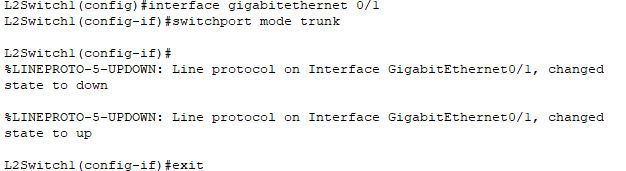 L2Switch1(config)#interface gigabitethernet 0/1
L2Switch1(config-if)#switchport mode trunk
L2Switch1(config-if)#
%LINEPROTO-5-UPDOWN: Line protocol on Interface GigabitEthernet0/1, changed
state to down
%LINEPROTO-5-UPDOWN: Line protocol on Interface GigabitEthernet0/1, changed
state to up
L2Switch1(config-if)#exit